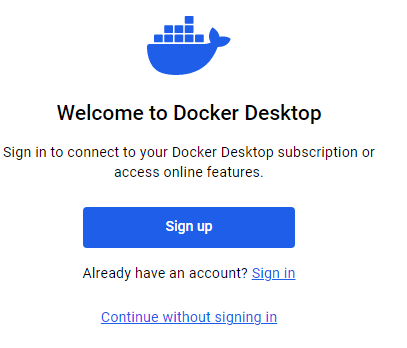 Welcome to Docker Desktop
Sign in to connect to your Docker Desktop subscription or
access online features.
Sign up
Already have an account? Sign in
Continue without signing in